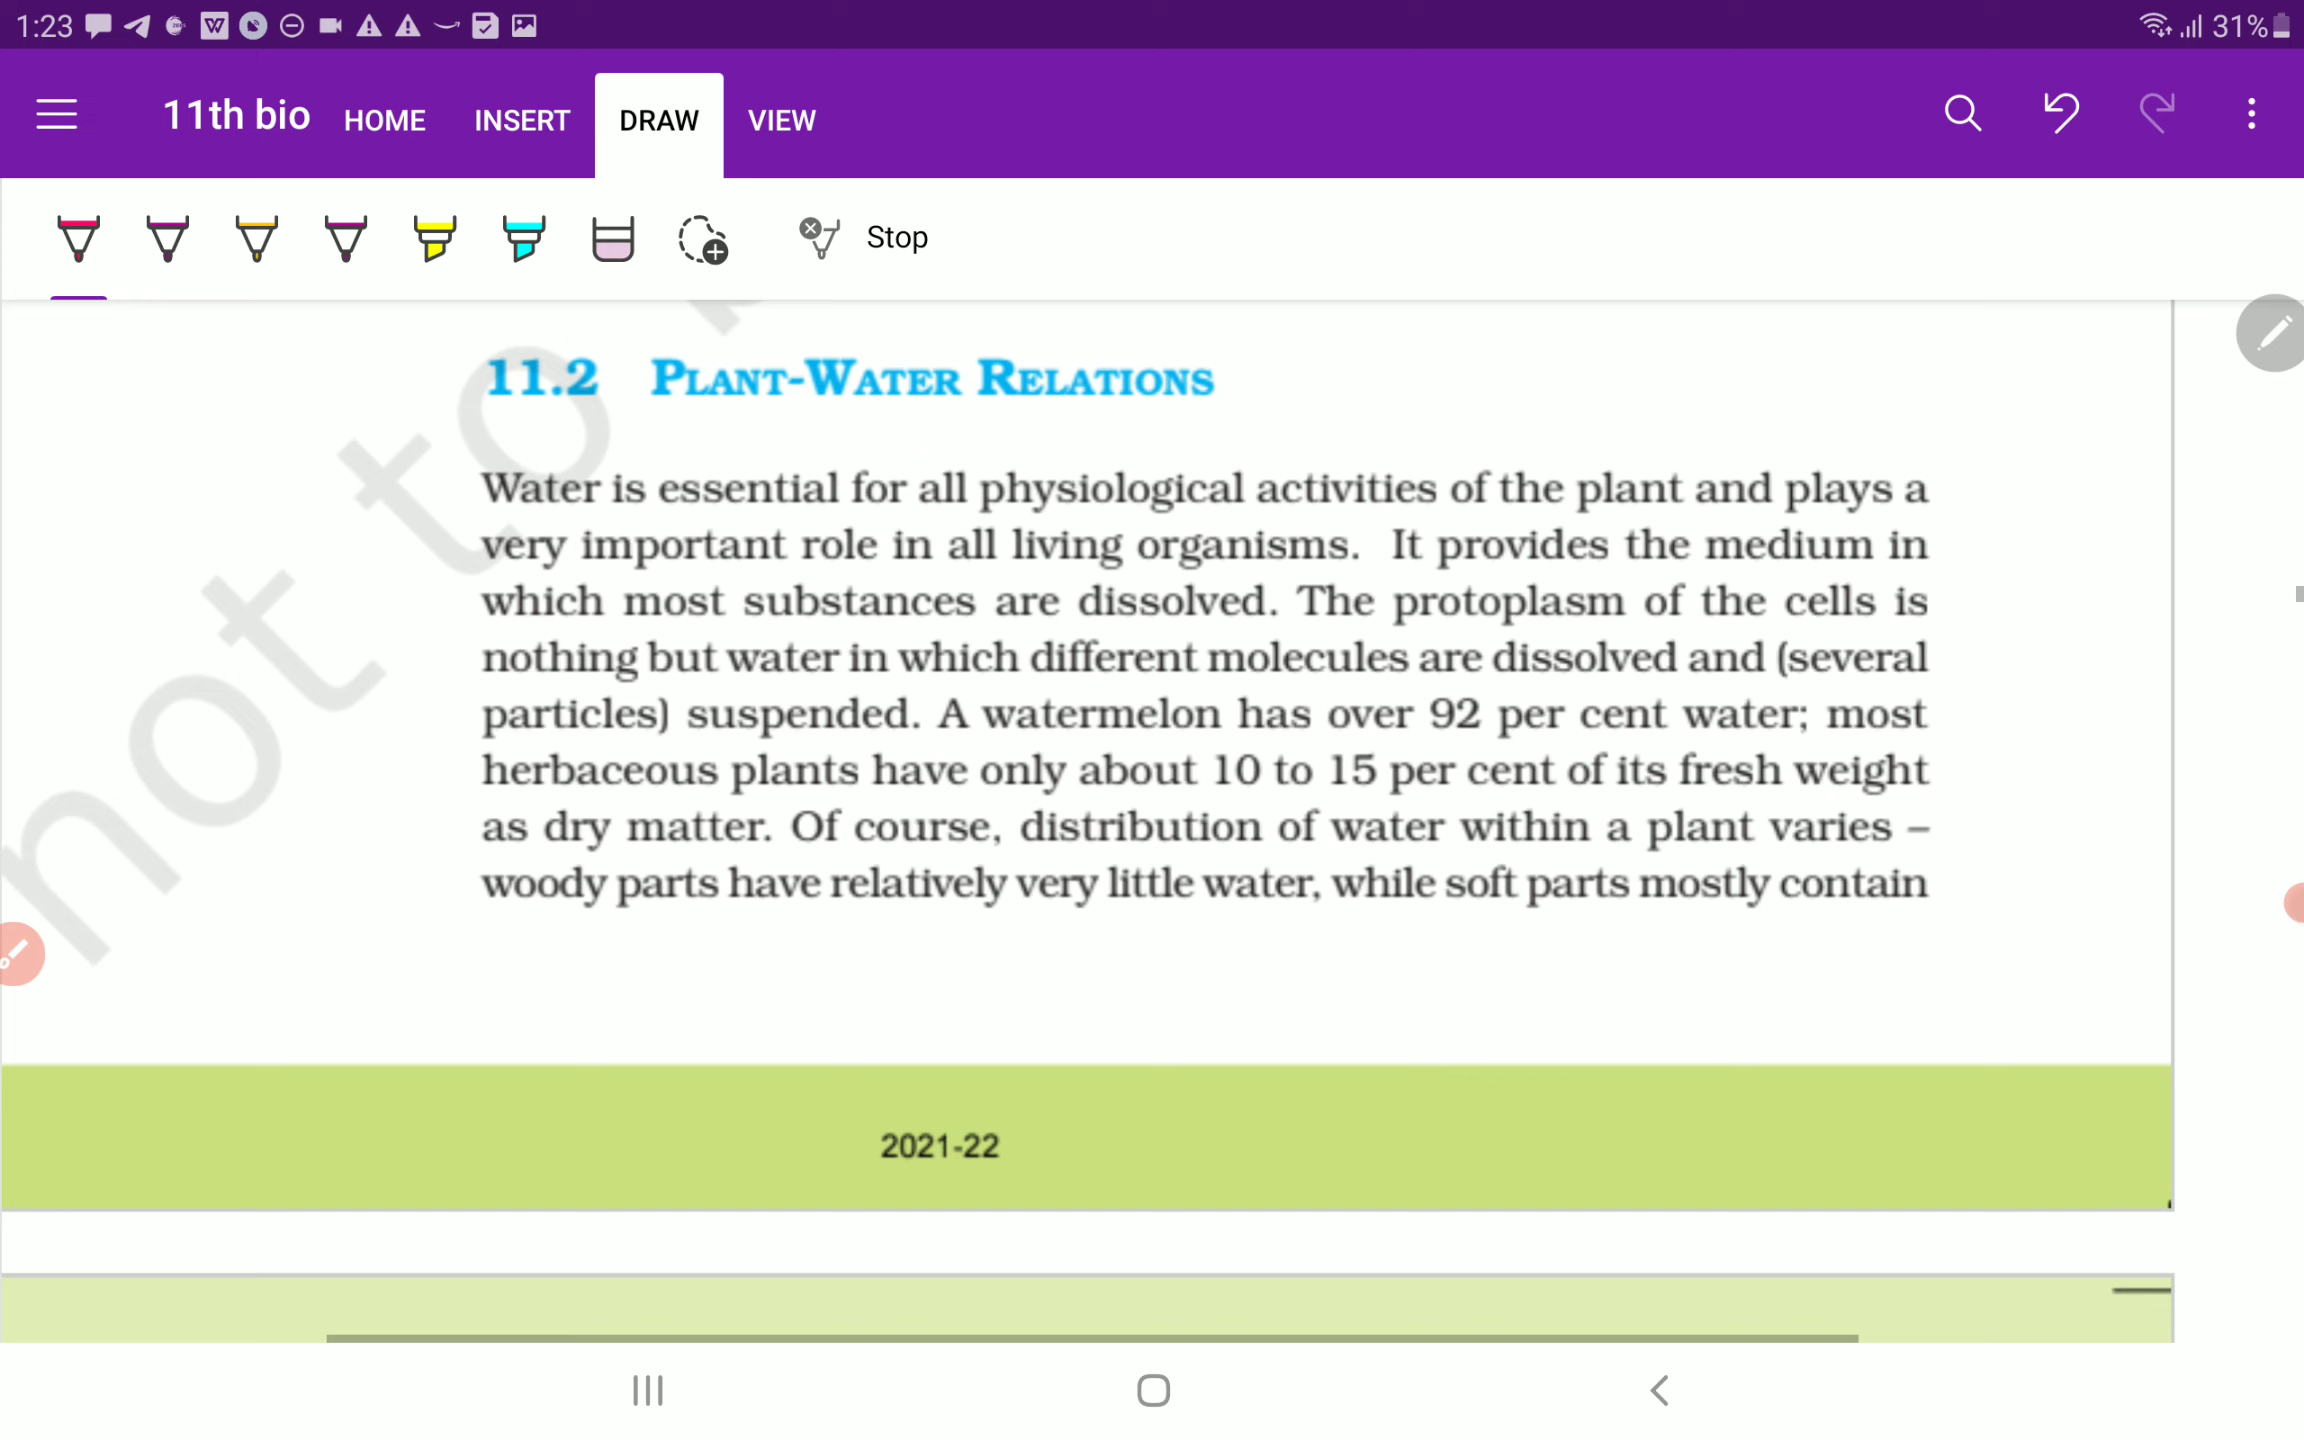 1:23
31%
11th bio HOME INSERT DRAW VIEW
Stop
not to
11.2 PLANT-WATER RELATIONS
Water is essential for all physiological activities of the plant and plays a
very important role in all living organisms. It provides the medium in
which most substances are dissolved. The protoplasm of the cells is
nothing but water in which different molecules are dissolved and (several
particles) suspended. A watermelon has over 92 per cent water; most
herbaceous plants have only about 10 to 15 per cent of its fresh weight
as dry matter. Of course, distribution of water within a plant varies –
woody parts have relatively very little water, while soft parts mostly contain
2021-22